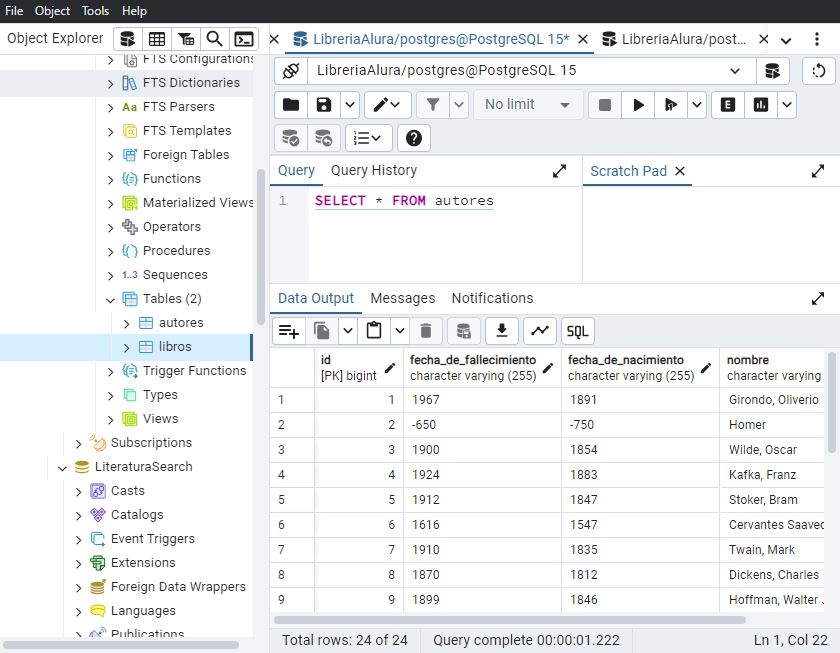 File Object Tools Help
Object Explorer
LibreriaAlura/postgres@PostgreSQL 15*
LibreriaAlura/post...
LibreriaAlura/postgres@PostgreSQL 15
No limit
E
Query
Query History
Scratch Pad
1 SELECT * FROM autores
FTS Configurations
FTS Dictionaries
Aa FTS Parsers
FTS Templates
Foreign Tables
Functions
Materialized Views
Operators
Procedures
1..3 Sequences
Tables (2)
autores
libros
Trigger Functions
Types
Views
Subscriptions
LiteraturaSearch
Casts
Catalogs
Event Triggers
Extensions
Foreign Data Wrappers
Languages
Publications
Data Output
Messages
Notifications
SQL
id [PK] bigint
fecha_de_fallecimiento character varying (255)
fecha_de_nacimiento character varying (255)
nombre character varying
1 1 1967 1891 Girondo, Oliverio
2 2 -650 -750 Homer
3 3 1900 1854 Wilde, Oscar
4 4 1924 1883 Kafka, Franz
5 5 1912 1847 Stoker, Bram
6 6 1616 1547 Cervantes Saaved
7 7 1910 1835 Twain, Mark
8 8 1870 1812 Dickens, Charles
9 9 1899 1846 Hoffman, Walter
Total rows: 24 of 24
Query complete 00:00:01.222
Ln 1, Col 22